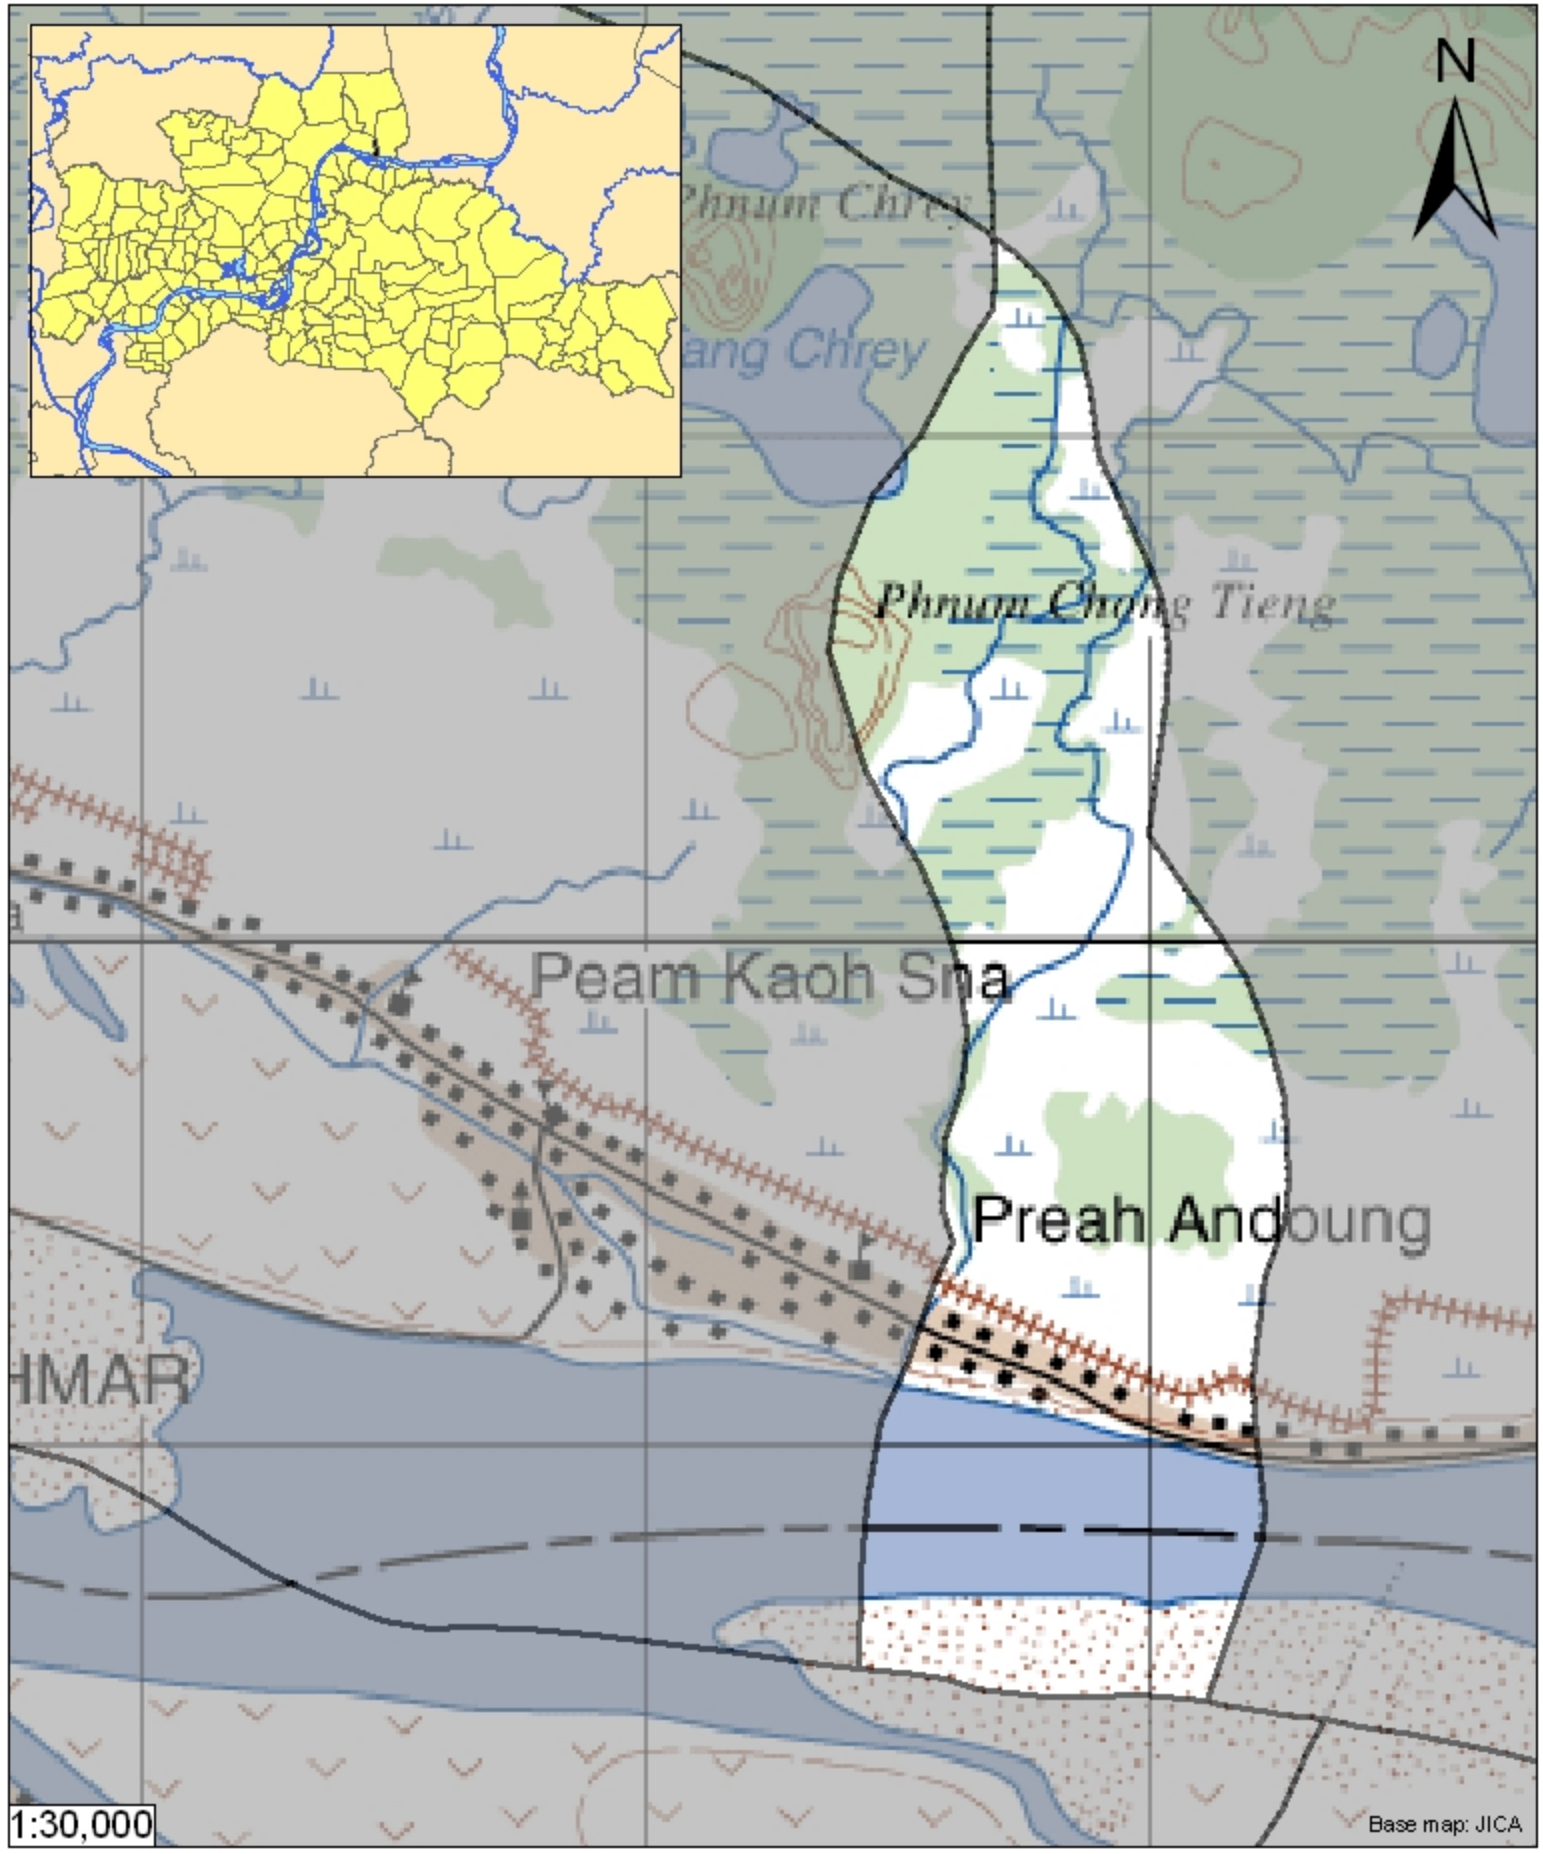 N
Phnum Chrey
ang Chrey
Phnum Chong Tieng
a
Peam Kaoh Sna
Preah Andoung
HMAR
1:30,000
Base map: JICA